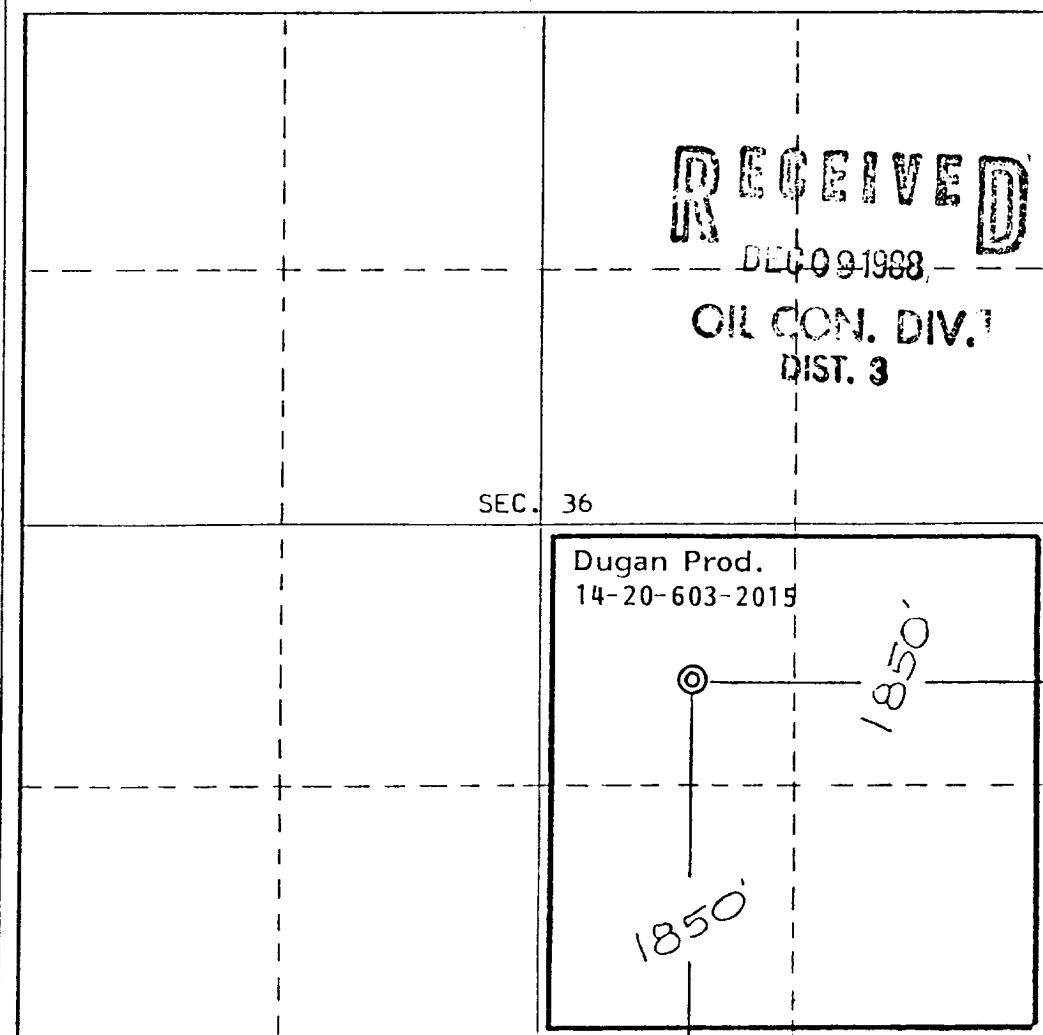 RECEIVED
DEC 09 1988
OIL CON. DIV.
DIST. 3
SEC. 36
Dugan Prod.
14-20-603-2015
1850'
1850'